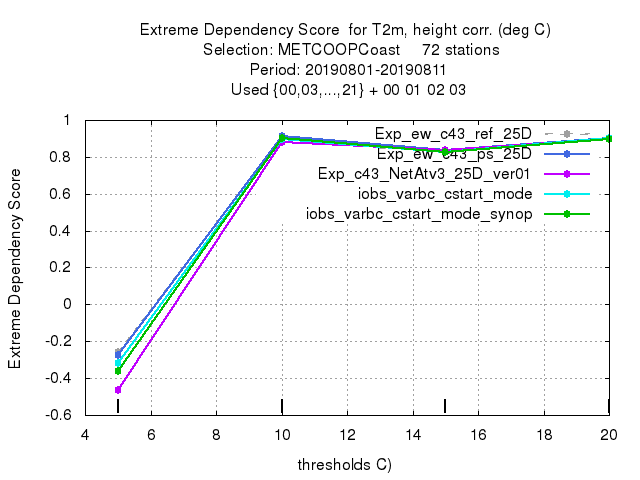 Extreme Dependency Score  for T2m, height corr. (deg C)
Selection: METCOOPCoast    72 stations
Period: 20190801-20190811
Used {00,03,...,21} + 00 01 02 03
Exp_ew_c43_ref_25D
Exp_ew_c43_ps_25D
Exp_c43_NetAtv3_25D_ver01
iobs_varbc_cstart_mode
iobs_varbc_cstart_mode_synop
Extreme Dependency Score
1
0.8
0.6
0.4
0.2
0
-0.2
-0.4
-0.6
4 6 8 10 12 14 16 18 20
thresholds C)